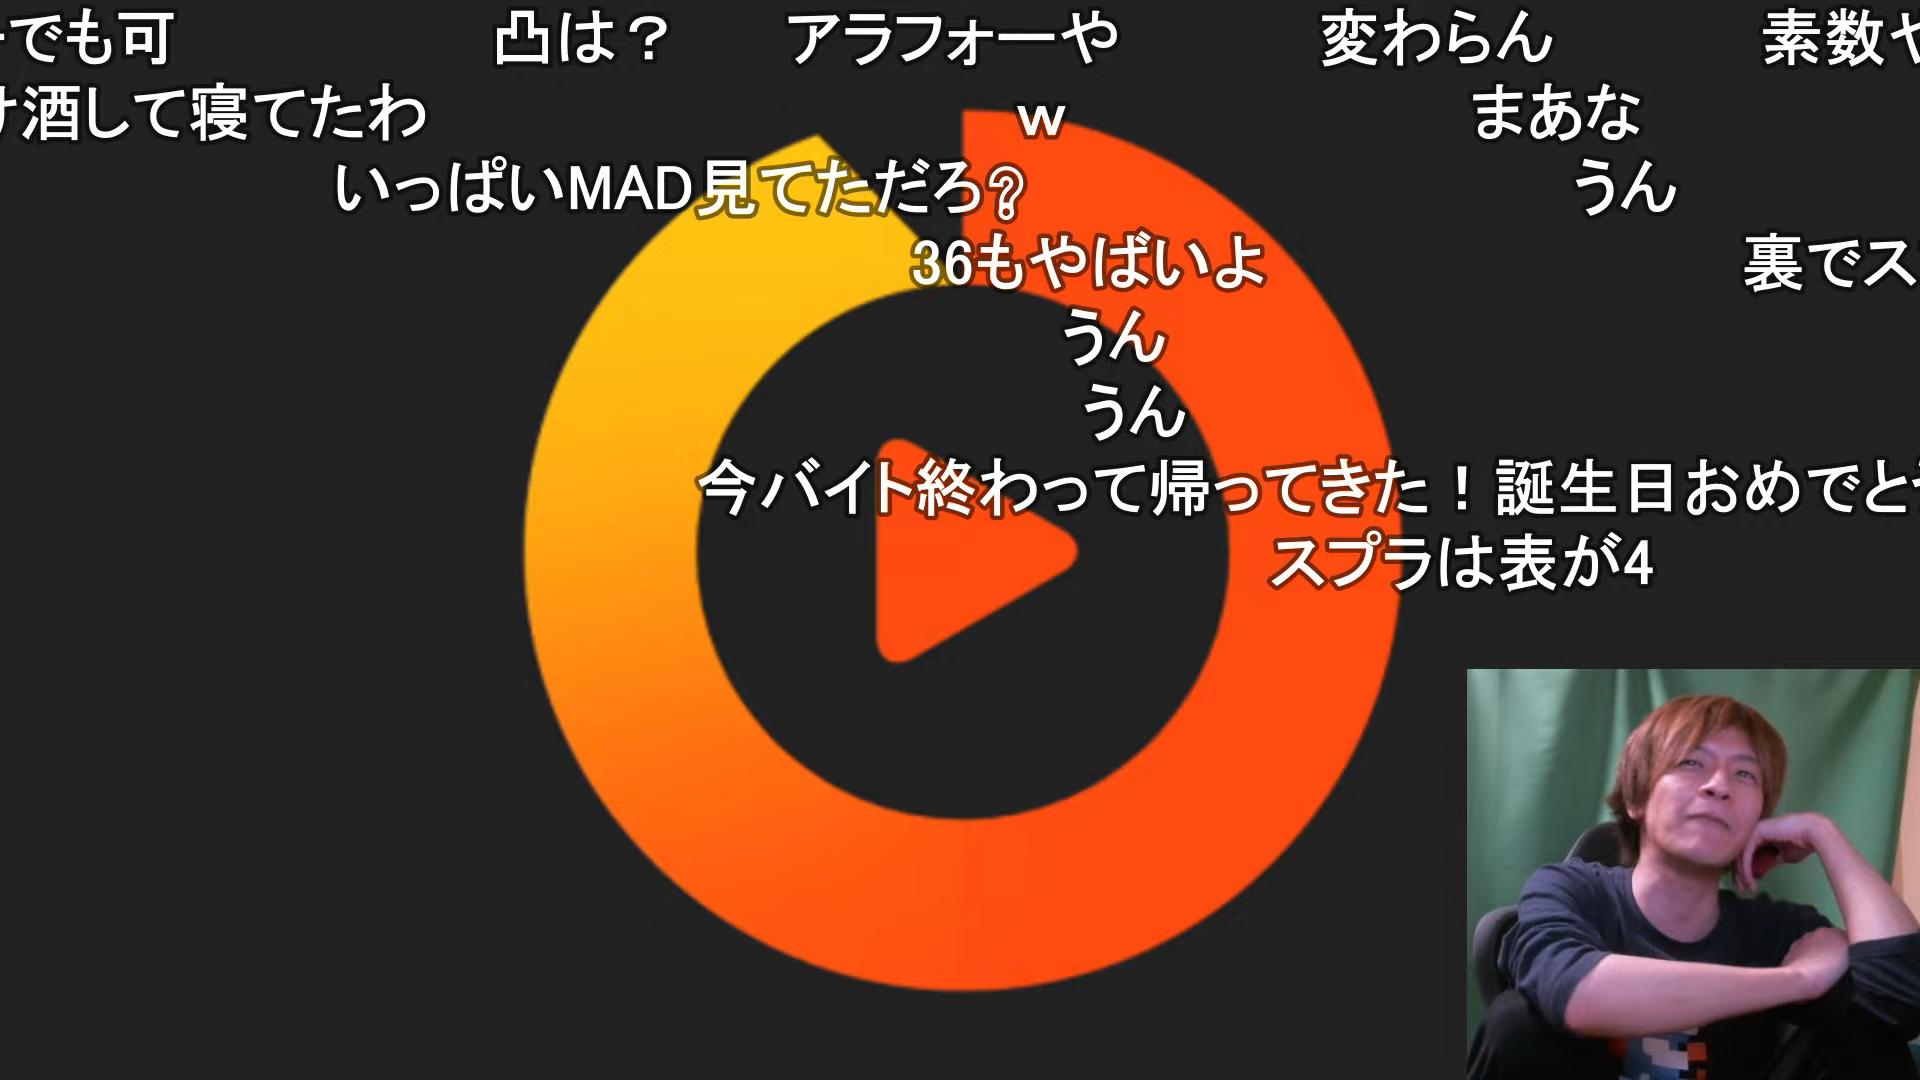 でも可 凸は？ アラフォーや 変わらん 素数
酒して寝てたわ w まあな
いっぱいMAD見てただろ？ うん
36もやばいよ 裏でス
うん
うん
今バイト終わって帰ってきた！誕生日おめでと
スプラは表が4